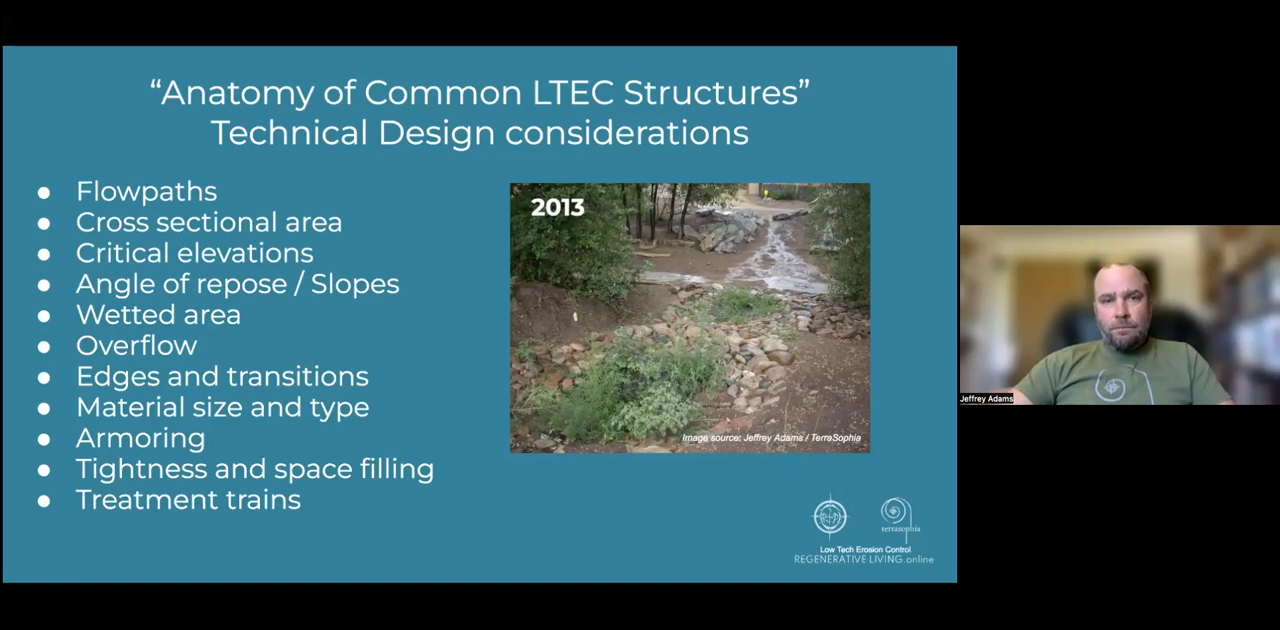 “Anatomy of Common LTEC Structures”
Technical Design considerations
● Flowpaths
● Cross sectional area
● Critical elevations
● Angle of repose / Slopes
● Wetted area
● Overflow
● Edges and transitions
● Material size and type
● Armoring
● Tightness and space filling
● Treatment trains
2013
Image source: Jeffrey Adams / TerraSophia
terrasophia
Low Tech Erosion Control
REGENERATIVE LIVING.online
Jeffrey Adams